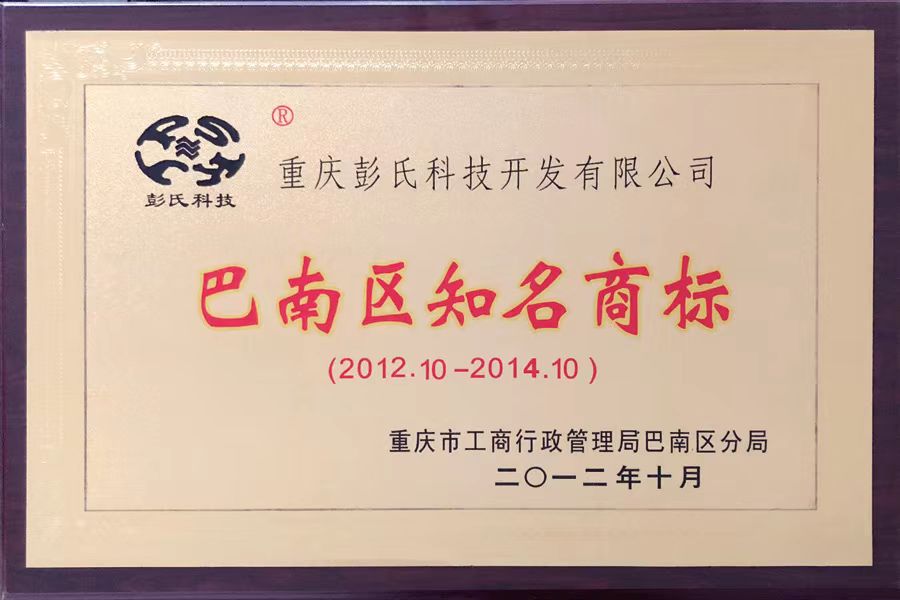 ®
彭氏科技
重庆彭氏科技开发有限公司
巴南区知名商标
(2012.10-2014.10)
重庆市工商行政管理局巴南区分局
二〇一二年十月